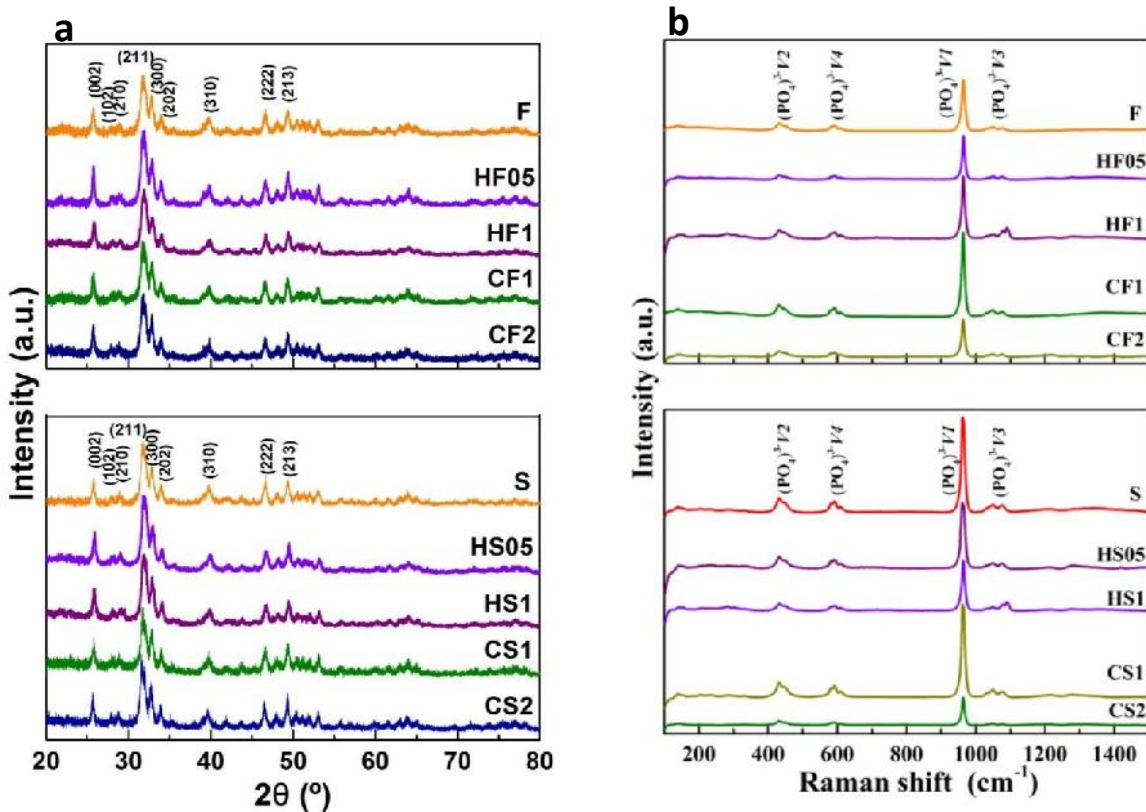 a
(002)
(102)
(210)
(211)
(300)
(202)
(310)
(222)
(213)
F
HF05
HF1
CF1
CF2
(002)
(102)
(210)
(211)
(300)
(202)
(310)
(222)
(213)
S
HS05
HS1
CS1
CS2
Intensity (a.u.)
20 30 40 50 60 70 80
2θ (º)
b
(PO₄)³⁻V2
(PO₄)³⁻V4
(PO₄)³⁻V1
(PO₄)³⁻V3
F
HF05
HF1
CF1
CF2
(PO₄)³⁻V2
(PO₄)³⁻V4
(PO₄)³⁻V1
(PO₄)³⁻V3
S
HS05
HS1
CS1
CS2
Intensity (a.u.)
200 400 600 800 1000 1200 1400
Raman shift (cm⁻¹)